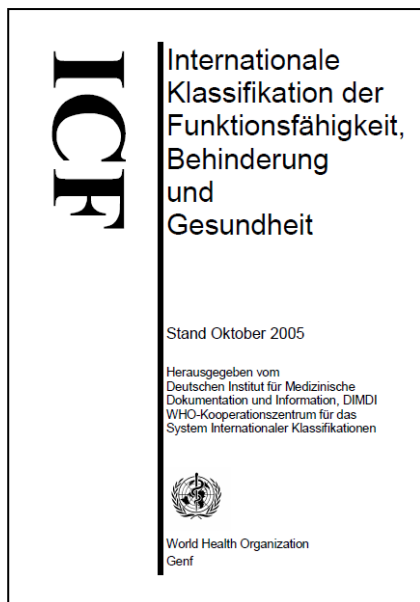 ICF
Internationale
Klassifikation der
Funktionsfähigkeit,
Behinderung
und
Gesundheit
Stand Oktober 2005
Herausgegeben vom
Deutschen Institut für Medizinische
Dokumentation und Information, DIMDI
WHO-Kooperationszentrum für das
System Internationaler Klassifikationen
World Health Organization
Genf